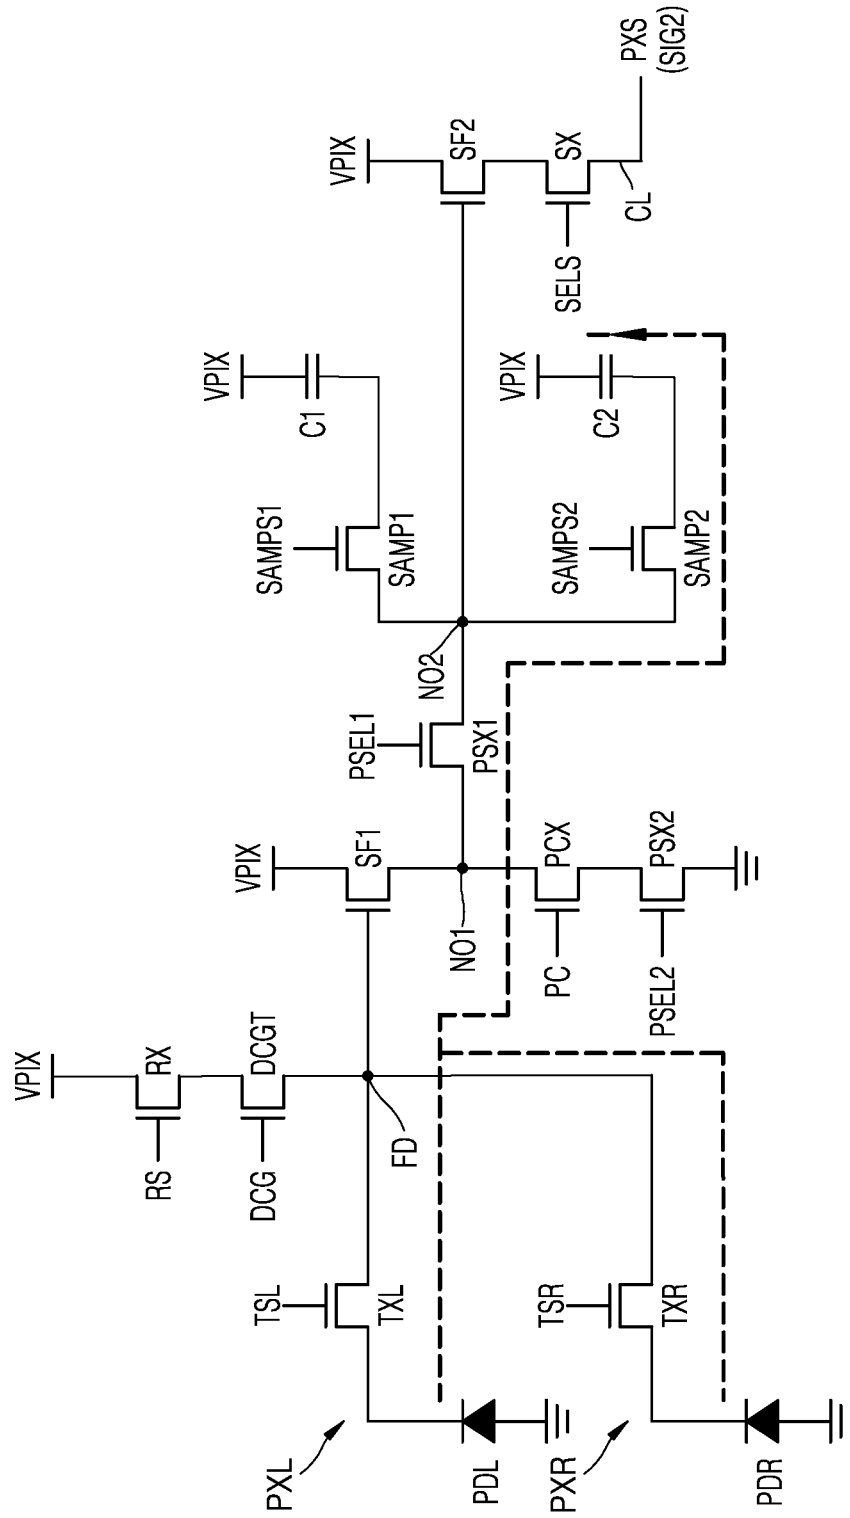 VPIX
RS
RX
DCG
DCGT
FD
TSL
TXL
PXL
PDL
TSR
TXR
PXR
PDR
VPIX
SF1
NO1
PC
PCX
PSEL2
PSX2
PSEL1
PSX1
NO2
SAMPS1
SAMP1
VPIX
C1
SAMPS2
SAMP2
VPIX
C2
VPIX
SF2
SELS
SX
CL
PXS
(SIG2)